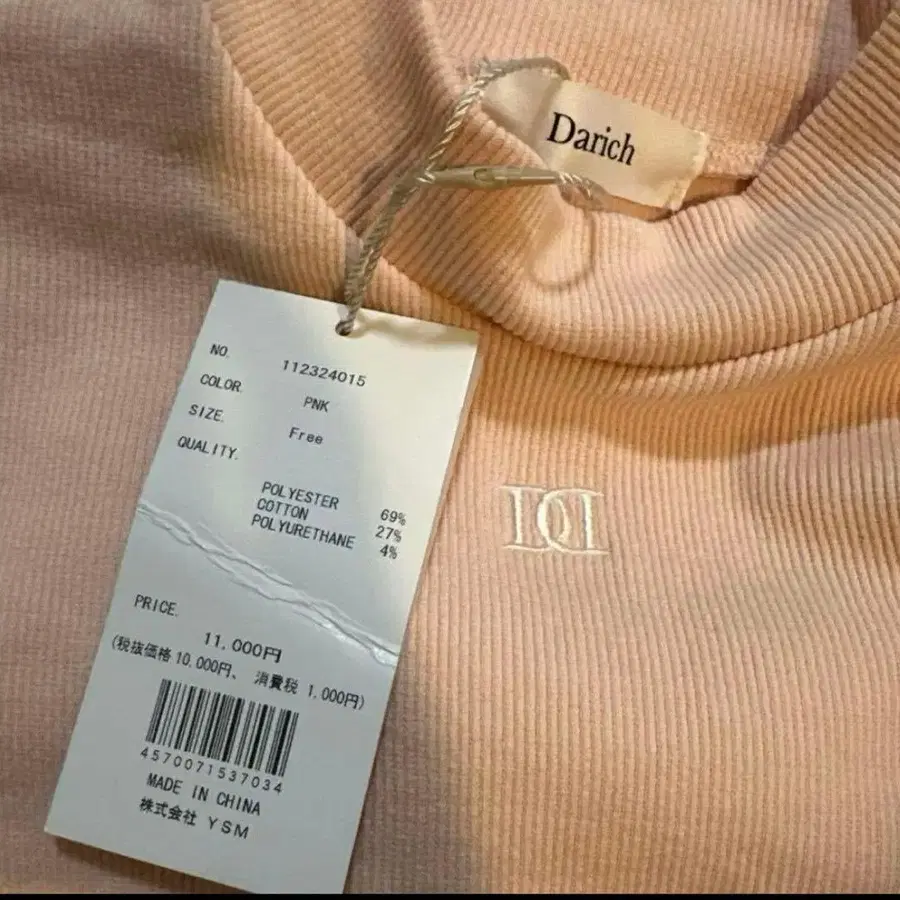 Darich
NO. 112324015
COLOR. PNK
SIZE. Free
QUALITY.
POLYESTER 69%
COTTON 27%
POLYURETHANE 4%
PRICE.
11,000円
(税抜価格 10,000円、 消費税 1,000円)
4570071537034
MADE IN CHINA
株式会社 YSM
DD